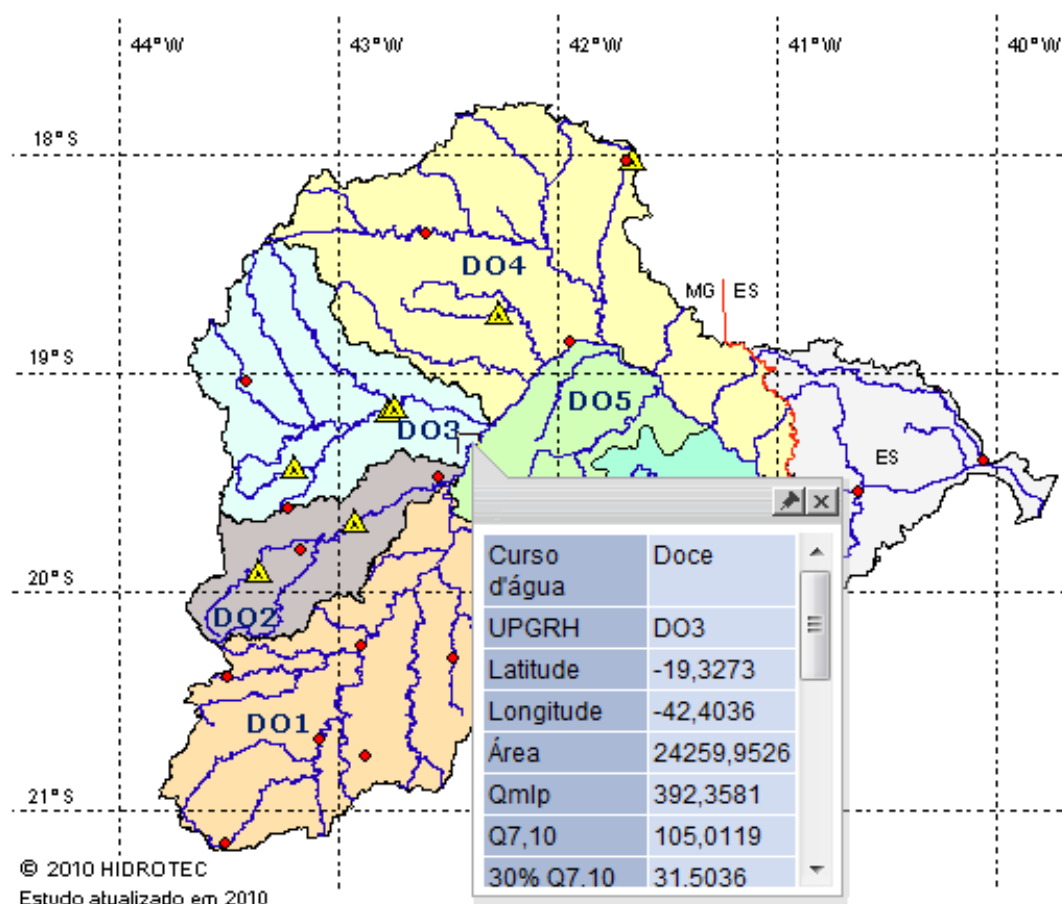 44°W 43°W 42°W 41°W 40°W
18°S
DO4
MG ES
19°S
DO5
DO3
ES
Curso d'água Doce
UPGRH DO3
Latitude -19,3273
Longitude -42,4036
Área 24259,9526
Qmlp 392,3581
Q7,10 105,0119
30% Q7,10 31,5036
20°S
DO2
DO1
21°S
© 2010 HIDROTEC
Estudo atualizado em 2010